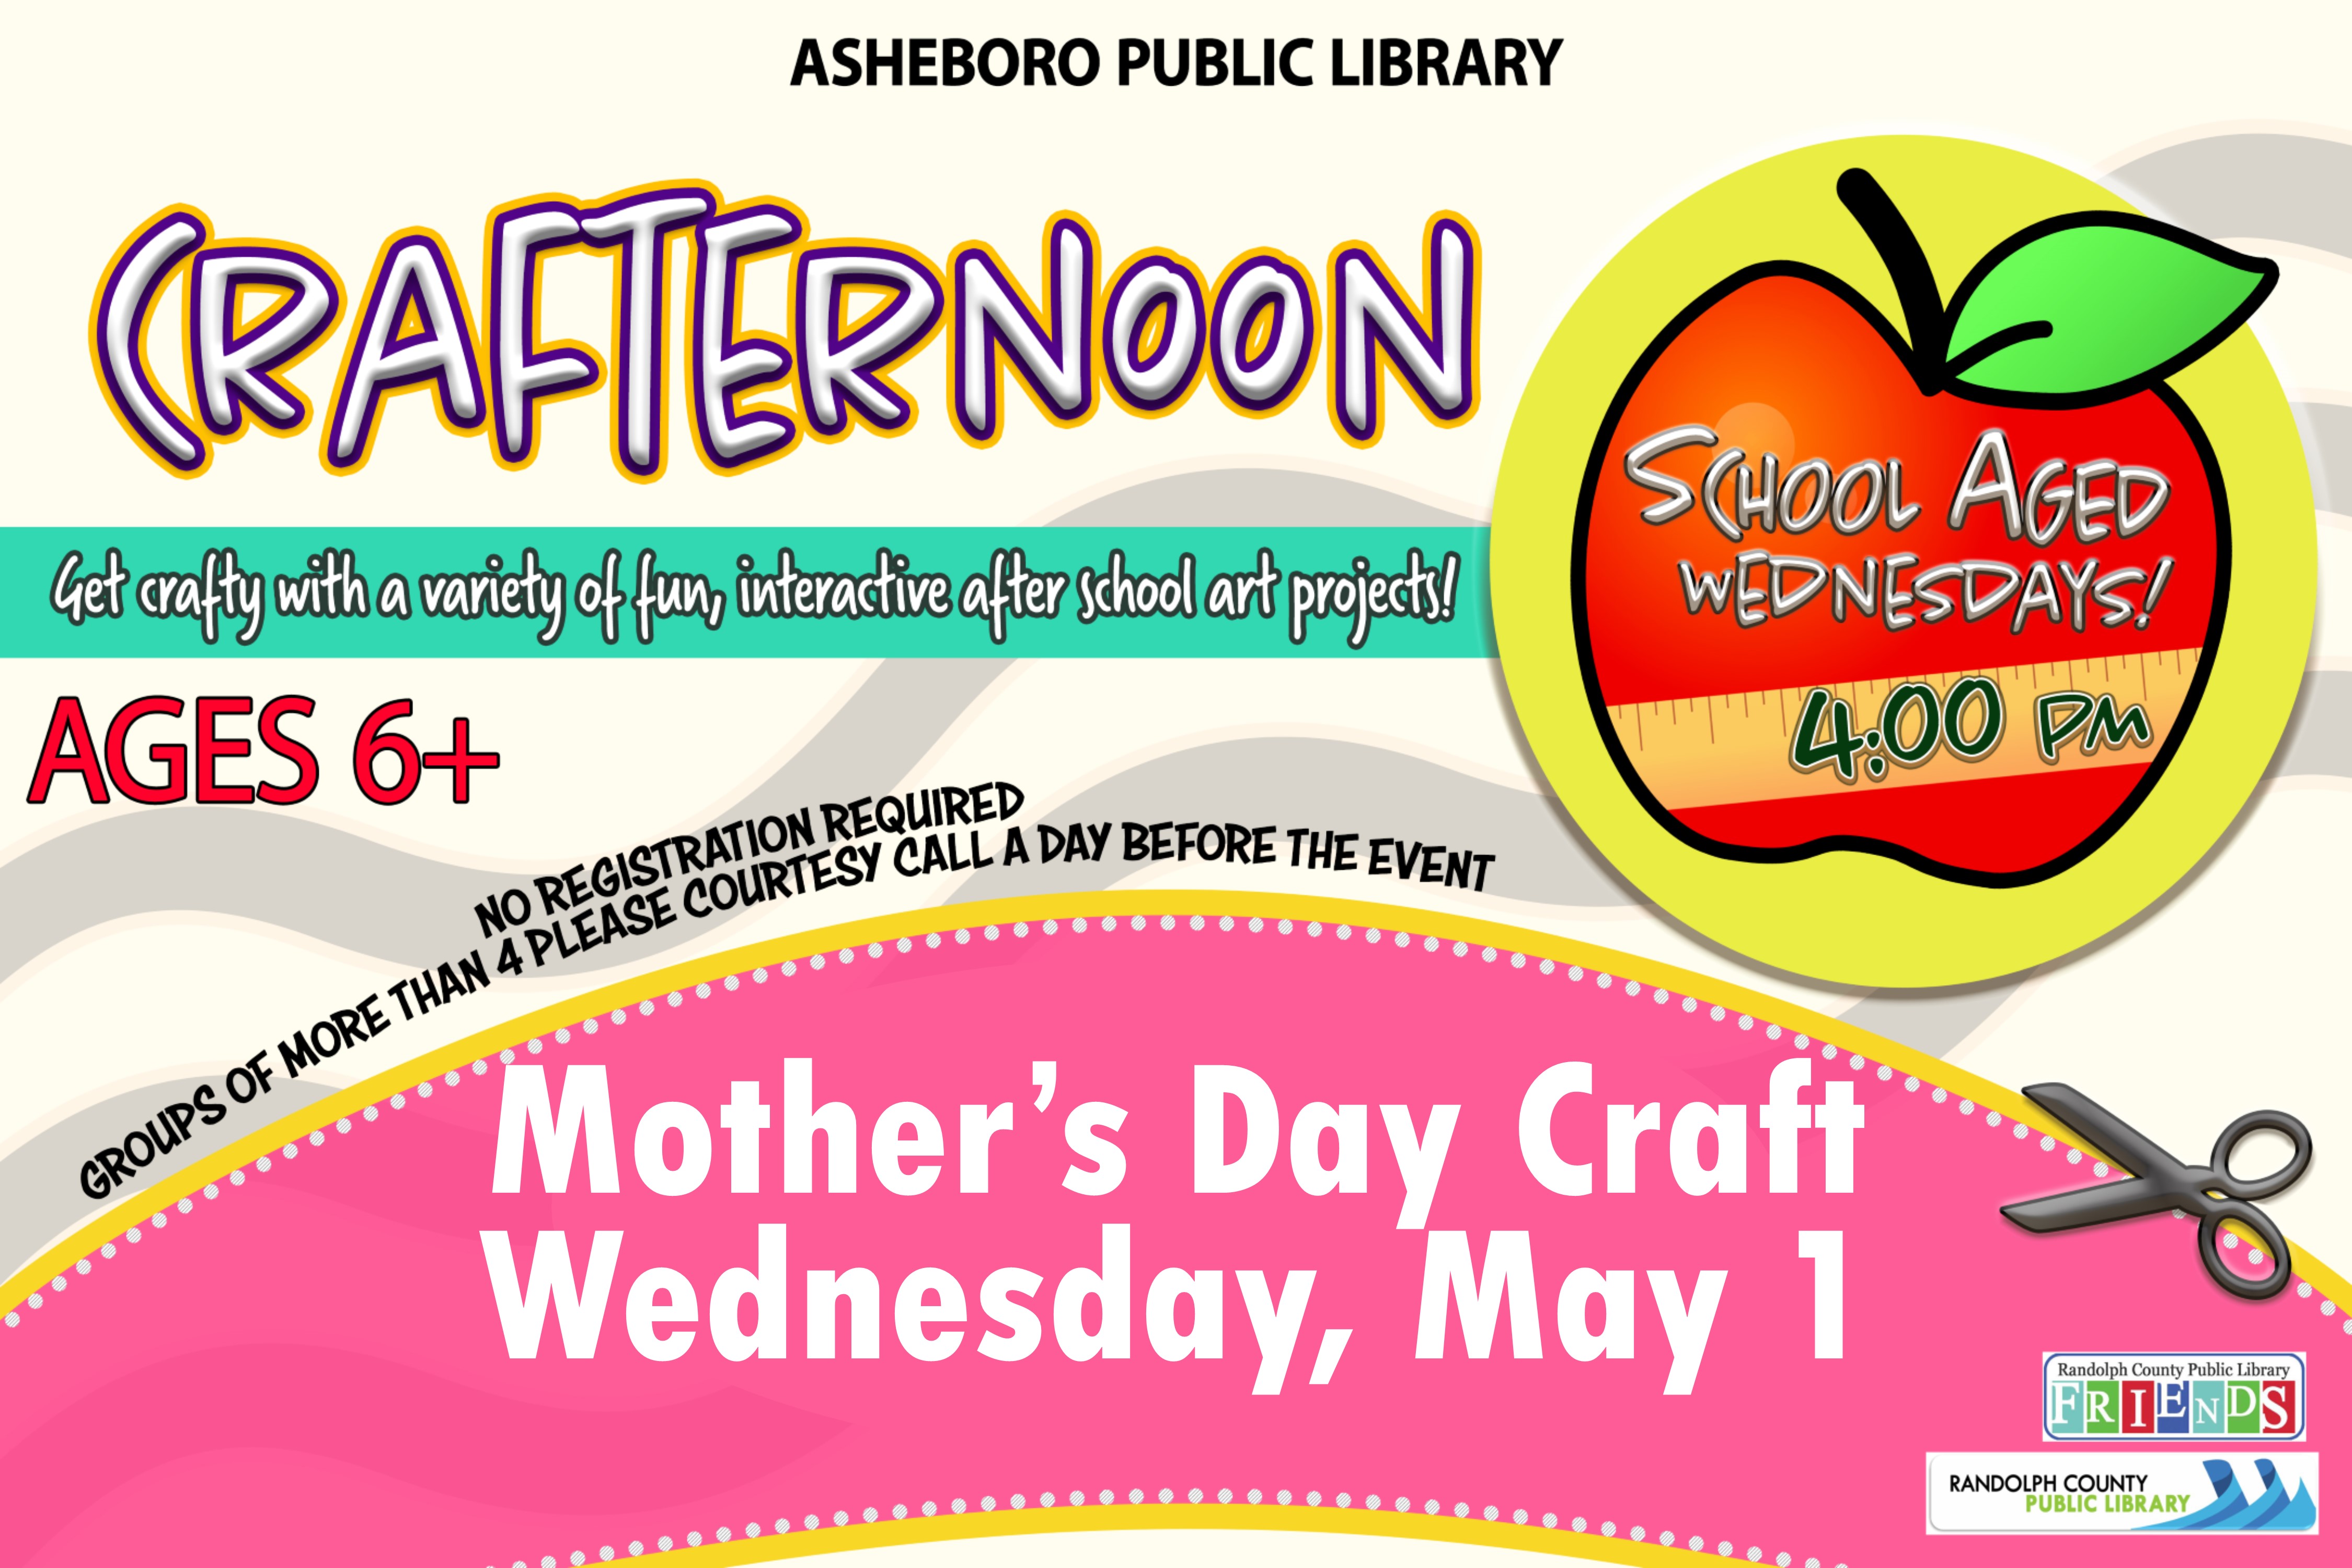 ASHEBORO PUBLIC LIBRARY
CRAFTERNOON
Get crafty with a variety of fun, interactive after school art projects!
SCHOOL AGED
WEDNESDAYS!
4:00 PM
AGES 6+
NO REGISTRATION REQUIRED
GROUPS OF MORE THAN 4 PLEASE COURTESY CALL A DAY BEFORE THE EVENT
Mother's Day Craft
Wednesday, May 1
Randolph County Public Library
FRIENDS
RANDOLPH COUNTY
PUBLIC LIBRARY